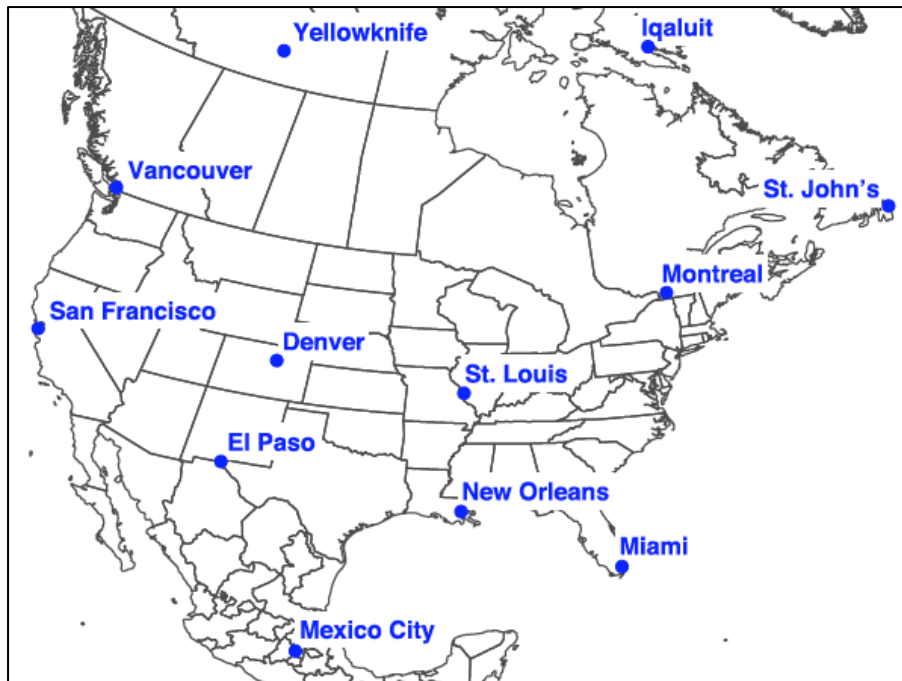 Yellowknife
Iqaluit
Vancouver
St. John’s
Montreal
San Francisco
Denver
St. Louis
El Paso
New Orleans
Miami
Mexico City